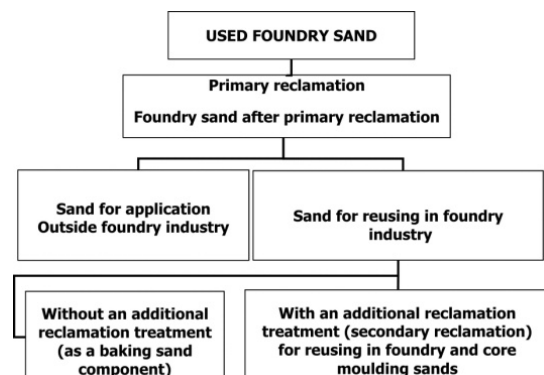 USED FOUNDRY SAND
Primary reclamation
Foundry sand after primary reclamation
Sand for application
Outside foundry industry
Sand for reusing in foundry
industry
Without an additional
reclamation treatment
(as a baking sand
component)
With an additional reclamation
treatment (secondary reclamation)
for reusing in foundry and core
moulding sands